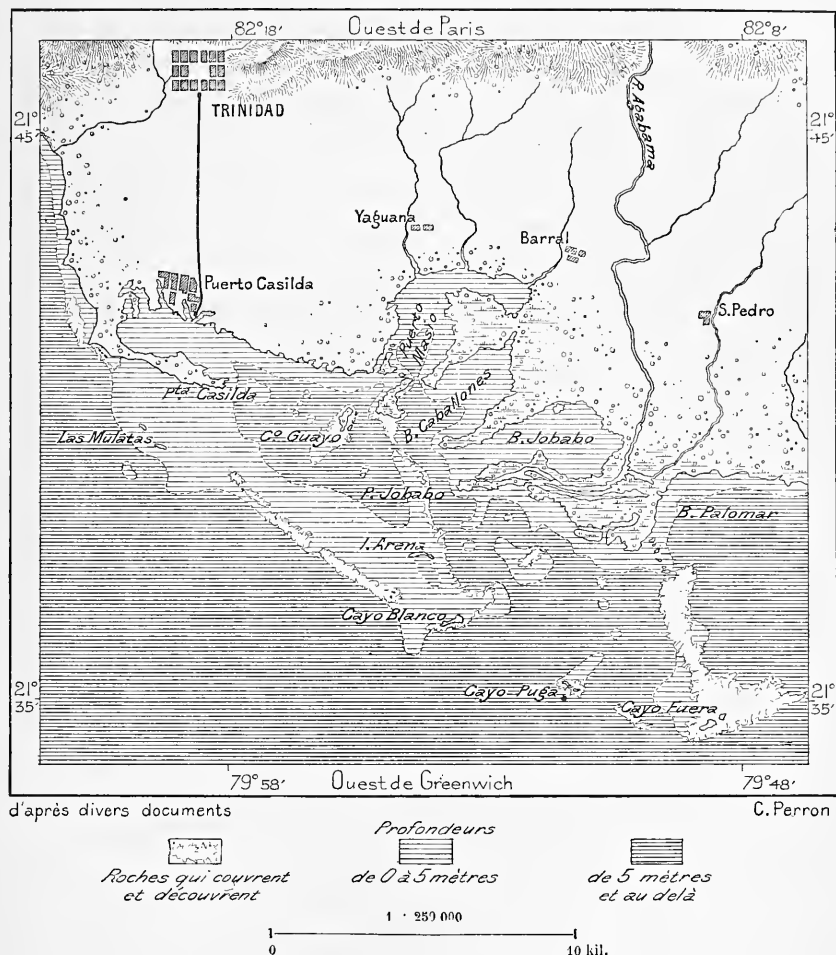 82°18′ Ouest de Paris 82°8′
21° 45′
21° 45′
TRINIDAD
R. Agabama
Yaguana
Barral
Puerto Casilda
S. Pedro
Puerto Masio
Pta. Casilda
B. Caballones
Co. Guayo
Las Mulatas
B. Jobabo
P. Jobabo
B. Palomar
I. Arena
Cayo Blanco
Cayo Puga
Cayo Fuera
21° 35′
21° 35′
79°58′ Ouest de Greenwich 79°48′
d'après divers documents
C. Perron
Profondeurs
Roches qui couvrent
et découvrent
de 0 à 5 mètres
de 5 mètres
et au delà
1 : 250 000
0 10 kil.